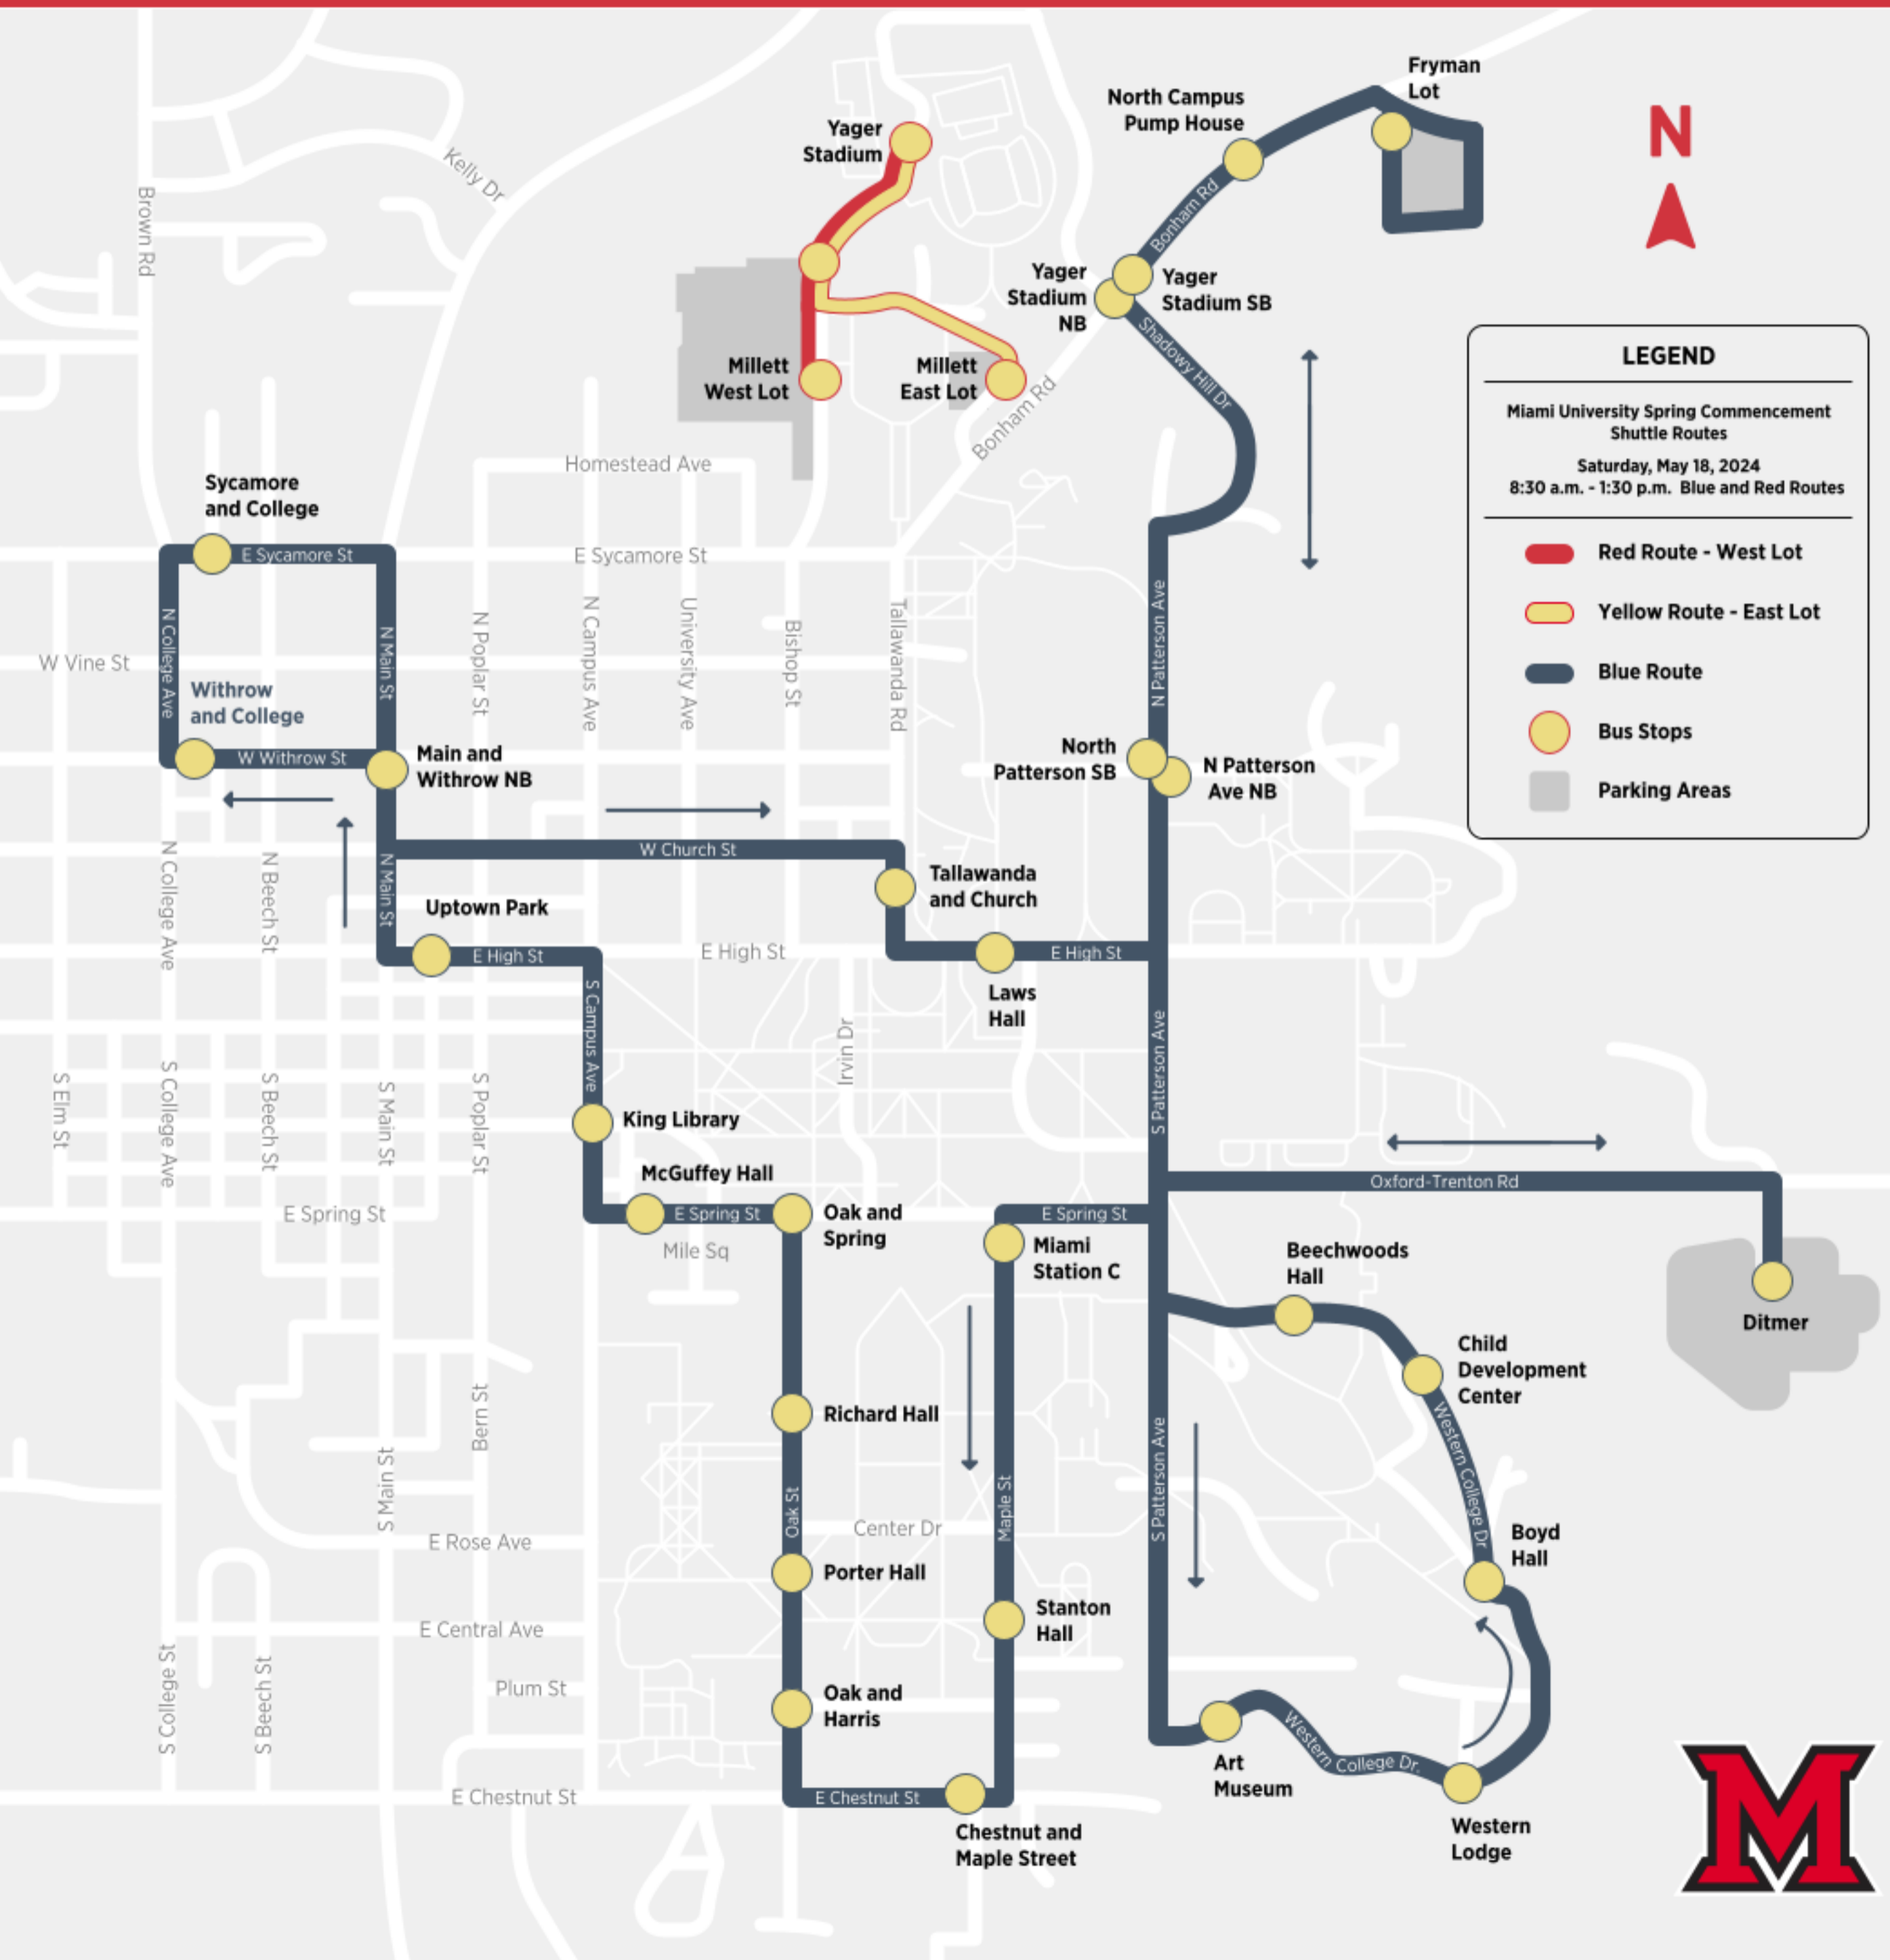 Fryman
Lot
North Campus
Pump House
N
Yager
Stadium
Kelly Dr
Brown Rd
Bonham Rd
Yager
Stadium
NB
Yager
Stadium SB
Shadowy Hill Dr
Millett
West Lot
Millett
East Lot
Bonham Rd
LEGEND
Miami University Spring Commencement
Shuttle Routes
Saturday, May 18, 2024
8:30 a.m. - 1:30 p.m. Blue and Red Routes
Red Route - West Lot
Yellow Route - East Lot
Blue Route
Bus Stops
Parking Areas
Homestead Ave
Sycamore
and College
E Sycamore St
E Sycamore St
N College Ave
N Main St
N Poplar St
N Campus Ave
University Ave
Bishop St
Tallawanda Rd
N Patterson Ave
W Vine St
Withrow
and College
W Withrow St
Main and
Withrow NB
North
Patterson SB
N Patterson
Ave NB
W Church St
N College Ave
N Beech St
N Main St
Uptown Park
Tallawanda
and Church
E High St
E High St
E High St
Laws
Hall
S Campus Ave
Irvin Dr
S Patterson Ave
S Elm St
S College Ave
S Beech St
S Main St
S Poplar St
King Library
McGuffey Hall
E Spring St
E Spring St
Mile Sq
Oak and
Spring
E Spring St
Miami
Station C
Oxford-Trenton Rd
Ditmer
Beechwoods
Hall
Child
Development
Center
Western College Dr
Richard Hall
Bern St
S Main St
Oak St
Center Dr
Maple St
S Patterson Ave
E Rose Ave
Boyd
Hall
Porter Hall
Stanton
Hall
E Central Ave
Plum St
Oak and
Harris
S College St
S Beech St
E Chestnut St
E Chestnut St
Chestnut and
Maple Street
Art
Museum
Western College Dr.
Western
Lodge
M